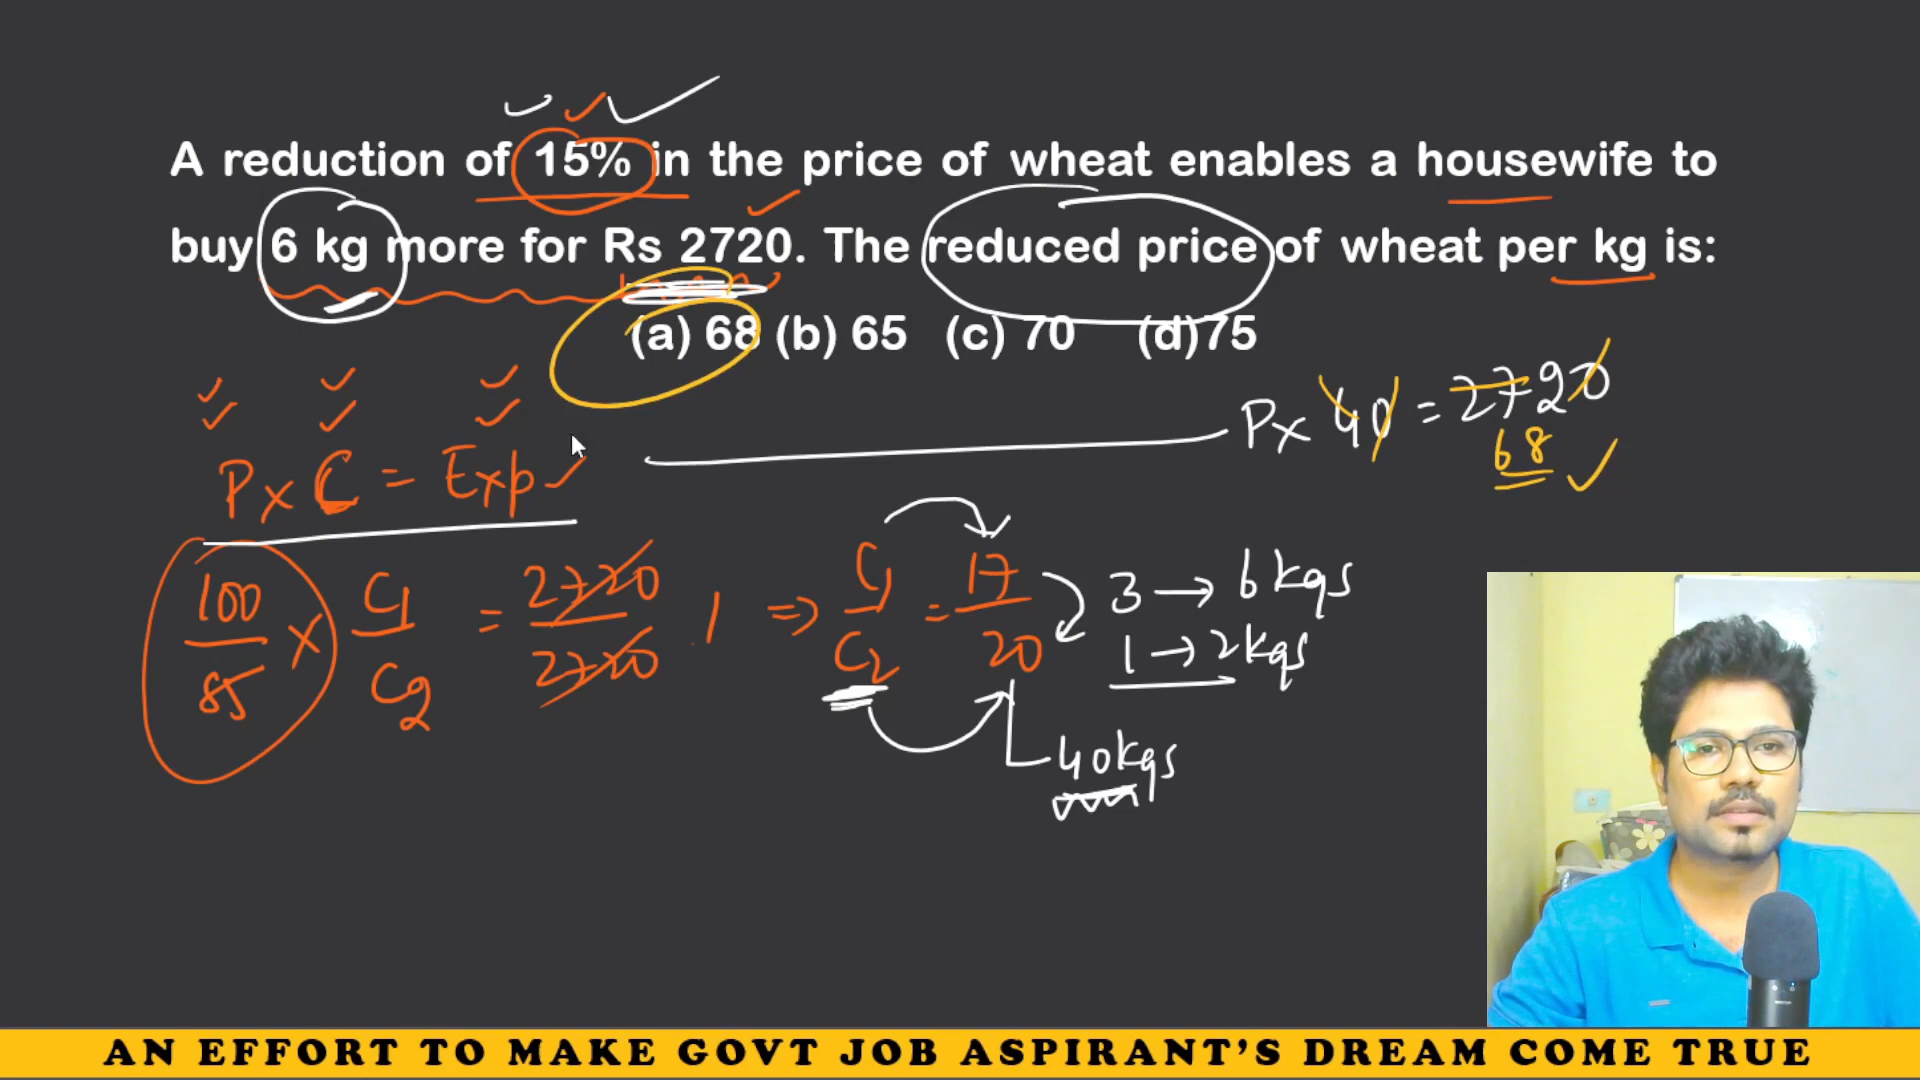 A reduction of 15% in the price of wheat enables a housewife to
buy 6 kg more for Rs 2720. The reduced price of wheat per kg is:
(a) 68 (b) 65 (c) 70 (d)75
P x 40 = 2720
68
P x C = Exp
100/85 x C1/C2 = 2720/2720 1 => C1/C2 = 17/20
3 → 6 kgs
1 → 2 kgs
40 kgs
AN EFFORT TO MAKE GOVT JOB ASPIRANT'S DREAM COME TRUE